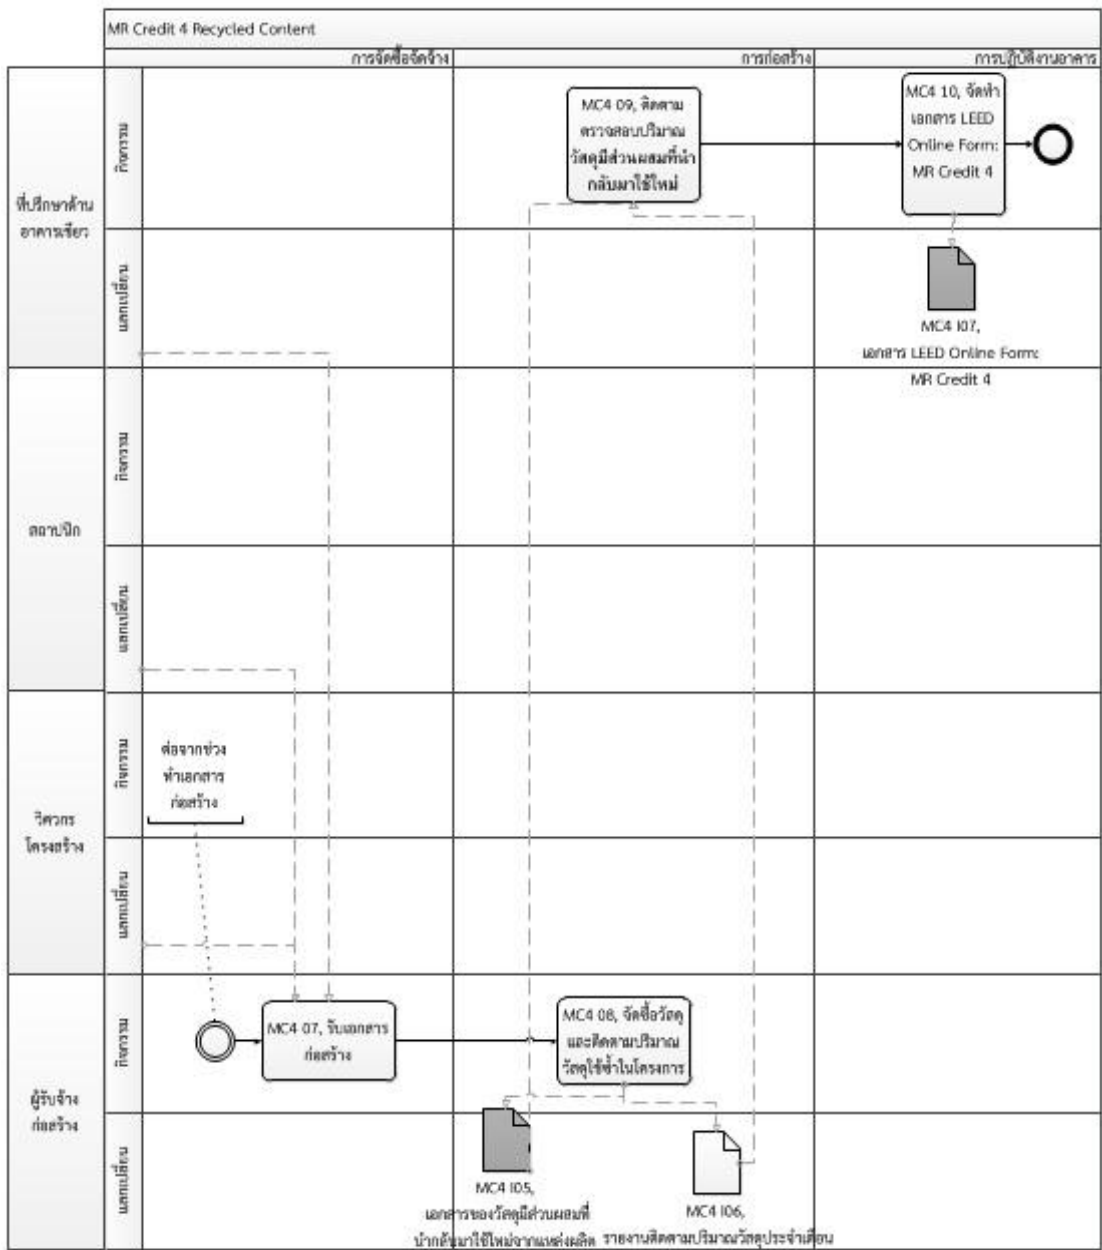 MR Credit 4 Recycled Content
การจัดซื้อจัดจ้าง
การก่อสร้าง
การปฏิบัติงานอาคาร
ที่ปรึกษาด้าน
อาคารเขียว
กิจกรรม
MC4 09, ติดตาม
ตรวจสอบปริมาณ
วัสดุมีส่วนผสมที่นำ
กลับมาใช้ใหม่
MC4 10, จัดทำ
เอกสาร LEED
Online Form:
MR Credit 4
แลกเปลี่ยน
MC4 I07,
เอกสาร LEED Online Form:
MR Credit 4
สถาปนิก
กิจกรรม
แลกเปลี่ยน
วิศวกร
โครงสร้าง
กิจกรรม
ต่อจากช่วง
ทำเอกสาร
ก่อสร้าง
แลกเปลี่ยน
ผู้รับจ้าง
ก่อสร้าง
กิจกรรม
MC4 07, รับเอกสาร
ก่อสร้าง
MC4 08, จัดซื้อวัสดุ
และติดตามปริมาณ
วัสดุใช้ซ้ำในโครงการ
แลกเปลี่ยน
MC4 I05,
เอกสารของวัสดุมีส่วนผสมที่
นำกลับมาใช้ใหม่จากแหล่งผลิต
MC4 I06,
รายงานติดตามปริมาณวัสดุประจำเดือน